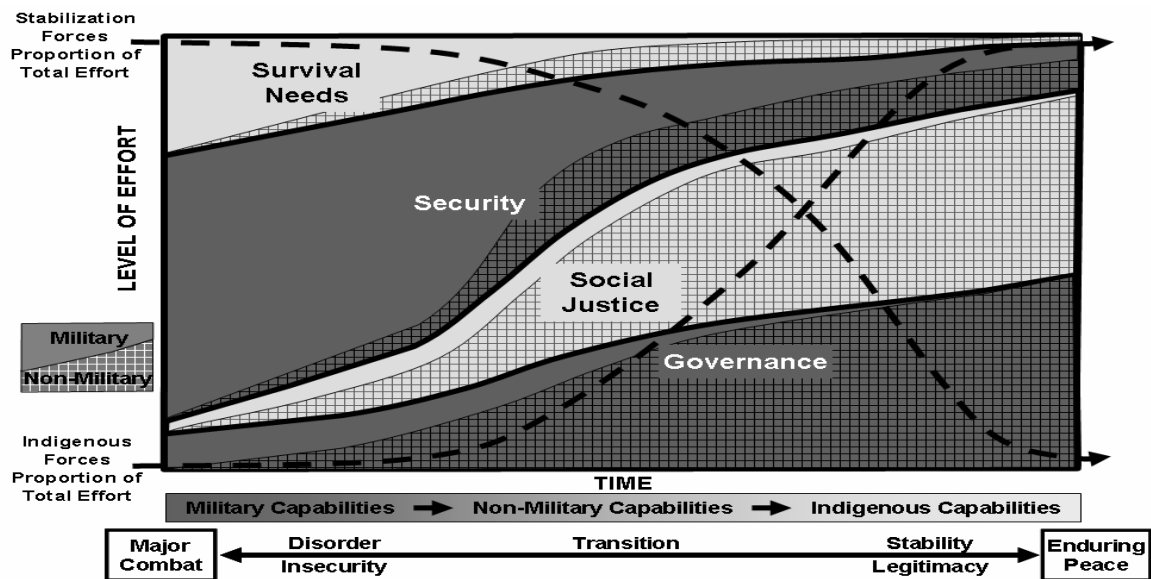 Stabilization
Forces
Proportion of
Total Effort
Survival
Needs
LEVEL OF EFFORT
Security
Social
Justice
Governance
Military
Non-Military
Indigenous
Forces
Proportion of
Total Effort
TIME
Military Capabilities Non-Military Capabilities Indigenous Capabilities
Major
Combat
Disorder
Insecurity
Transition
Stability
Legitimacy
Enduring
Peace